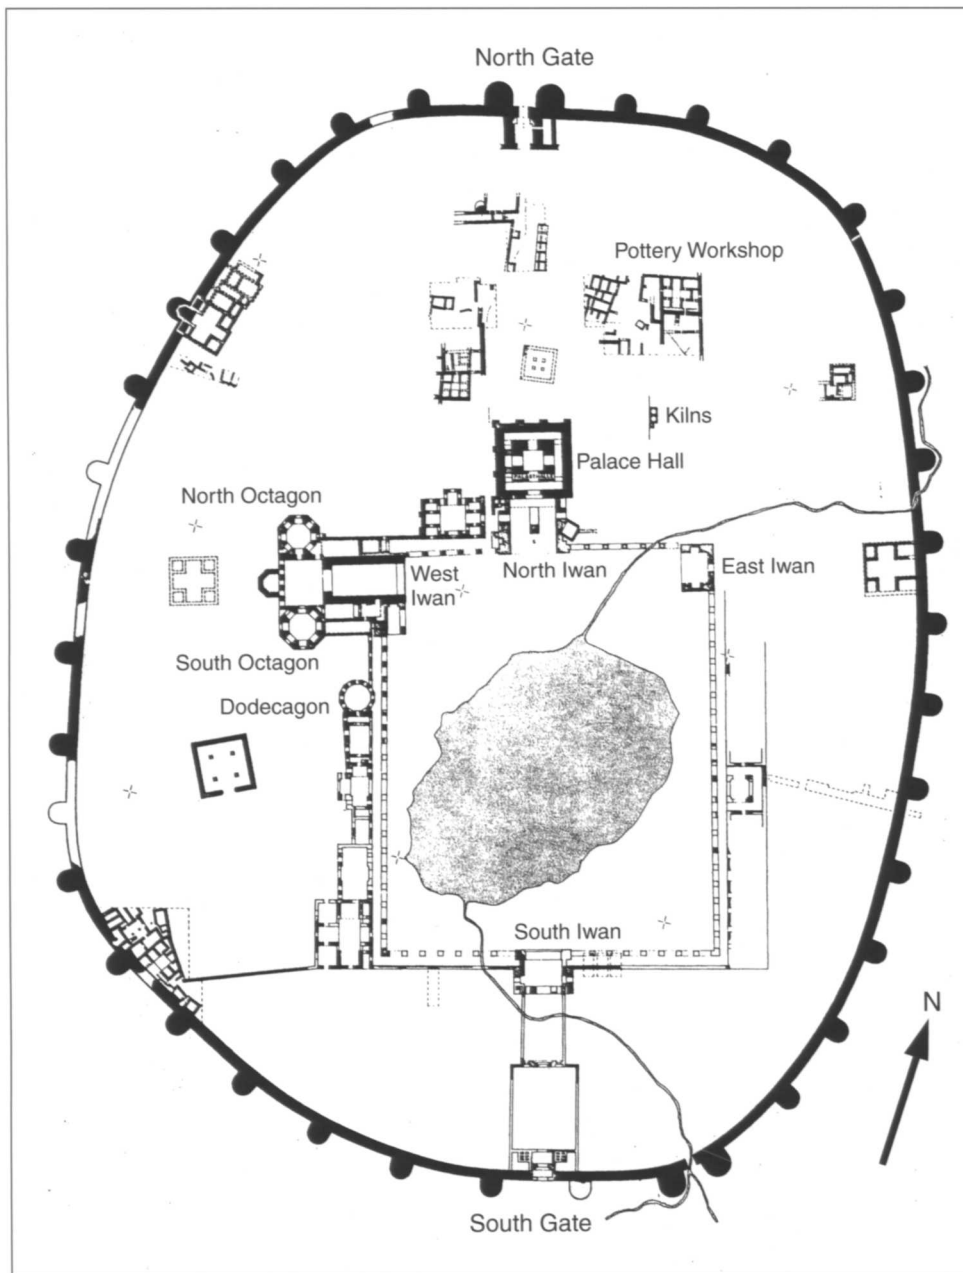 North Gate
Pottery Workshop
Kilns
Palace Hall
North Octagon
West
Iwan
North Iwan
East Iwan
South Octagon
Dodecagon
South Iwan
N
South Gate